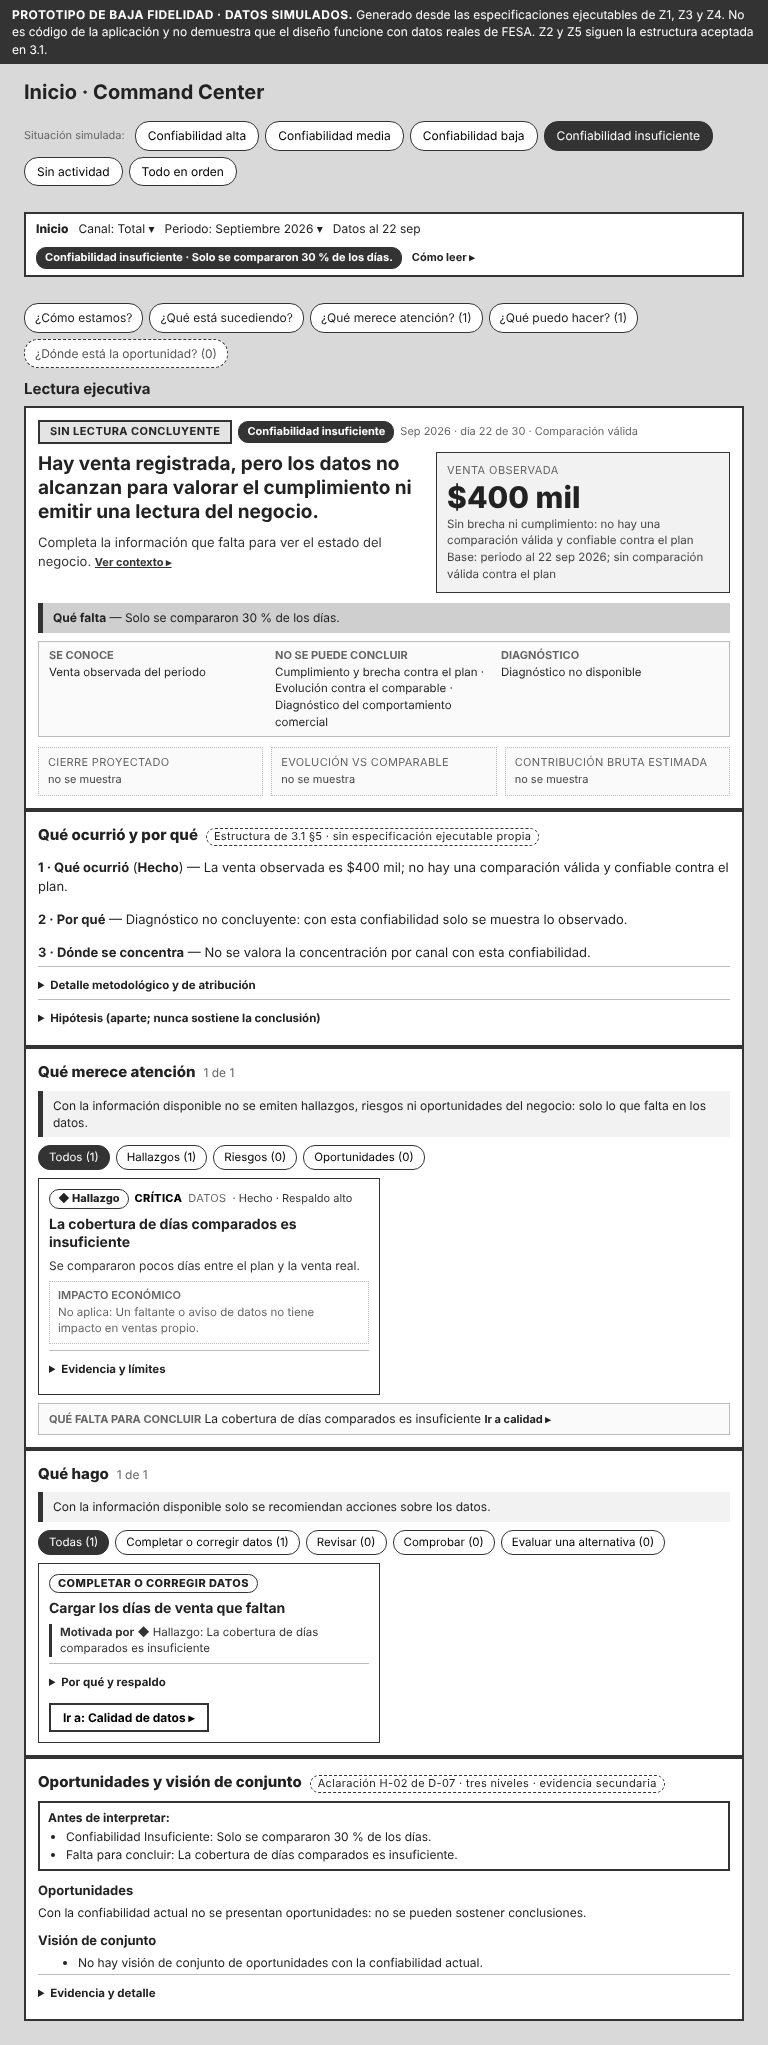 PROTOTIPO DE BAJA FIDELIDAD · DATOS SIMULADOS. Generado desde las especificaciones ejecutables de Z1, Z3 y Z4. No
es código de la aplicación y no demuestra que el diseño funcione con datos reales de FESA. Z2 y Z5 siguen la estructura aceptada
en 3.1.
Inicio · Command Center
Situación simulada: Confiabilidad alta Confiabilidad media Confiabilidad baja Confiabilidad insuficiente
Sin actividad Todo en orden
Inicio Canal: Total ▾ Periodo: Septiembre 2026 ▾ Datos al 22 sep
Confiabilidad insuficiente · Solo se compararon 30 % de los días. Cómo leer ▸
¿Cómo estamos? ¿Qué está sucediendo? ¿Qué merece atención? (1) ¿Qué puedo hacer? (1)
¿Dónde está la oportunidad? (0)
Lectura ejecutiva
SIN LECTURA CONCLUYENTE Confiabilidad insuficiente Sep 2026 · día 22 de 30 · Comparación válida
Hay venta registrada, pero los datos no
alcanzan para valorar el cumplimiento ni
emitir una lectura del negocio.
Completa la información que falta para ver el estado del
negocio. Ver contexto ▸
VENTA OBSERVADA
$400 mil
Sin brecha ni cumplimiento: no hay una
comparación válida y confiable contra el plan
Base: periodo al 22 sep 2026; sin comparación
válida contra el plan
Qué falta — Solo se compararon 30 % de los días.
SE CONOCE
Venta observada del periodo
NO SE PUEDE CONCLUIR
Cumplimiento y brecha contra el plan ·
Evolución contra el comparable ·
Diagnóstico del comportamiento
comercial
DIAGNÓSTICO
Diagnóstico no disponible
CIERRE PROYECTADO
no se muestra
EVOLUCIÓN VS COMPARABLE
no se muestra
CONTRIBUCIÓN BRUTA ESTIMADA
no se muestra
Qué ocurrió y por qué Estructura de 3.1 §5 · sin especificación ejecutable propia
1 · Qué ocurrió (Hecho) — La venta observada es $400 mil; no hay una comparación válida y confiable contra el
plan.
2 · Por qué — Diagnóstico no concluyente: con esta confiabilidad solo se muestra lo observado.
3 · Dónde se concentra — No se valora la concentración por canal con esta confiabilidad.
▶ Detalle metodológico y de atribución
▶ Hipótesis (aparte; nunca sostiene la conclusión)
Qué merece atención 1 de 1
Con la información disponible no se emiten hallazgos, riesgos ni oportunidades del negocio: solo lo que falta en los
datos.
Todos (1) Hallazgos (1) Riesgos (0) Oportunidades (0)
◆ Hallazgo CRÍTICA DATOS · Hecho · Respaldo alto
La cobertura de días comparados es
insuficiente
Se compararon pocos días entre el plan y la venta real.
IMPACTO ECONÓMICO
No aplica: Un faltante o aviso de datos no tiene
impacto en ventas propio.
▶ Evidencia y límites
QUÉ FALTA PARA CONCLUIR La cobertura de días comparados es insuficiente Ir a calidad ▸
Qué hago 1 de 1
Con la información disponible solo se recomiendan acciones sobre los datos.
Todas (1) Completar o corregir datos (1) Revisar (0) Comprobar (0) Evaluar una alternativa (0)
COMPLETAR O CORREGIR DATOS
Cargar los días de venta que faltan
Motivada por ◆ Hallazgo: La cobertura de días
comparados es insuficiente
▶ Por qué y respaldo
Ir a: Calidad de datos ▸
Oportunidades y visión de conjunto Aclaración H-02 de D-07 · tres niveles · evidencia secundaria
Antes de interpretar:
• Confiabilidad Insuficiente: Solo se compararon 30 % de los días.
• Falta para concluir: La cobertura de días comparados es insuficiente.
Oportunidades
Con la confiabilidad actual no se presentan oportunidades: no se pueden sostener conclusiones.
Visión de conjunto
• No hay visión de conjunto de oportunidades con la confiabilidad actual.
▶ Evidencia y detalle